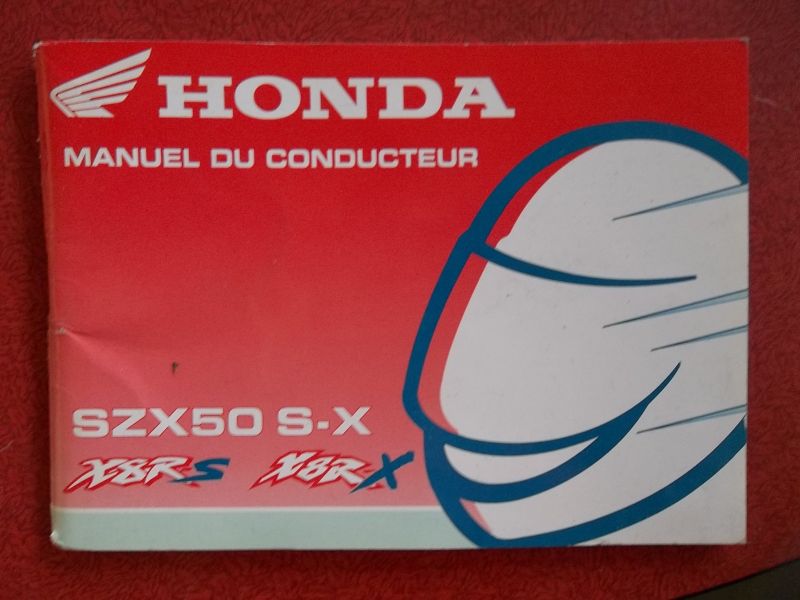 HONDA
MANUEL DU CONDUCTEUR
SZX50 S-X
X8R-S X8R-X